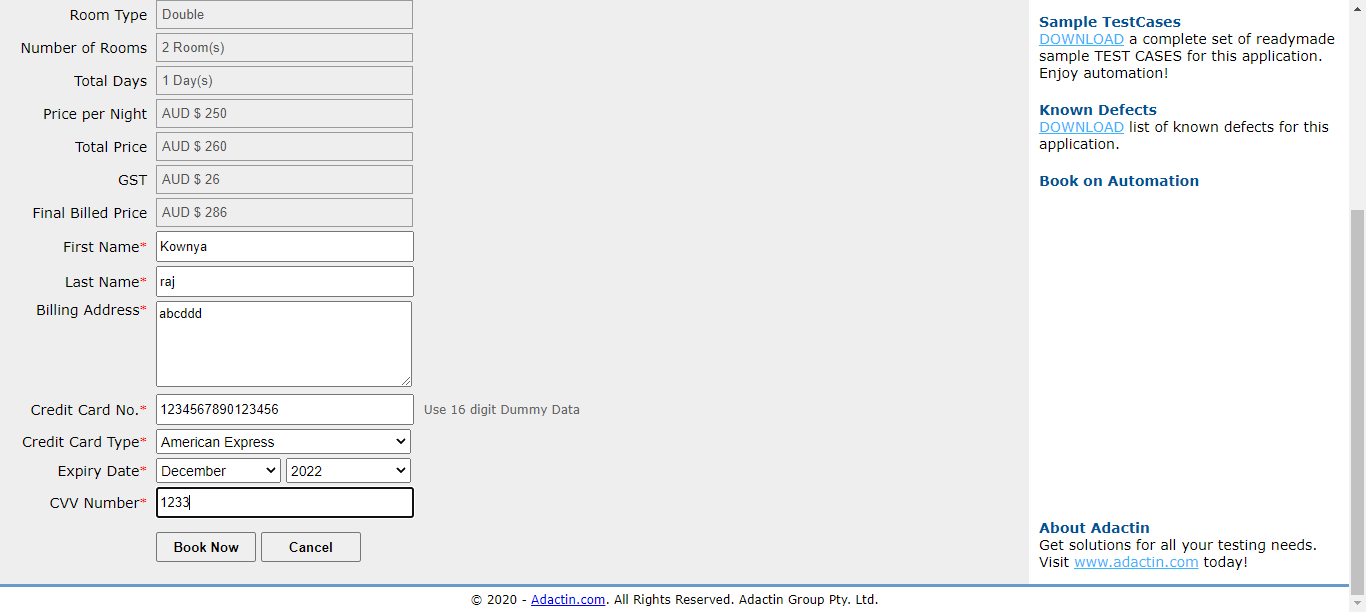 Room Type Double
Number of Rooms 2 Room(s)
Total Days 1 Day(s)
Price per Night AUD $ 250
Total Price AUD $ 260
GST AUD $ 26
Final Billed Price AUD $ 286
First Name* Kownya
Last Name* raj
Billing Address* abcddd
Credit Card No.* 1234567890123456 Use 16 digit Dummy Data
Credit Card Type* American Express
Expiry Date* December 2022
CVV Number* 1233
Book Now Cancel
Sample TestCases
DOWNLOAD a complete set of readymade
sample TEST CASES for this application.
Enjoy automation!
Known Defects
DOWNLOAD list of known defects for this
application.
Book on Automation
About Adactin
Get solutions for all your testing needs.
Visit www.adactin.com today!
© 2020 - Adactin.com. All Rights Reserved. Adactin Group Pty. Ltd.